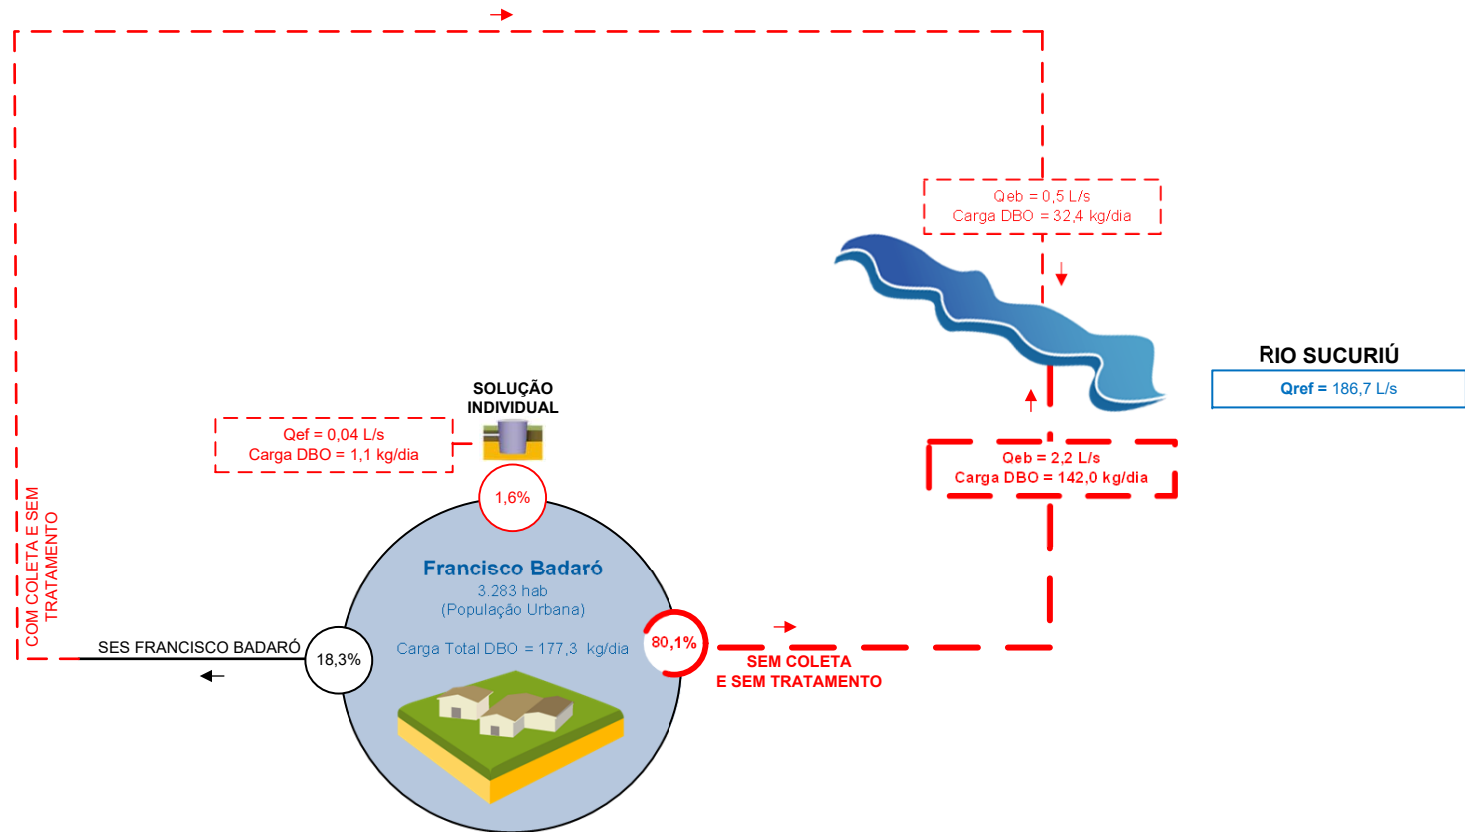 Qeb = 0,5 L/s
Carga DBO = 32,4 kg/dia
RIO SUCURIÚ
Qref = 186,7 L/s
SOLUÇÃO
INDIVIDUAL
Qef = 0,04 L/s
Carga DBO = 1,1 kg/dia
Qeb = 2,2 L/s
Carga DBO = 142,0 kg/dia
1,6%
COM COLETA E SEM
TRATAMENTO
Francisco Badaró
3.283 hab
(População Urbana)
Carga Total DBO = 177,3 kg/dia
SES FRANCISCO BADARÓ
18,3%
80,1%
SEM COLETA
E SEM TRATAMENTO